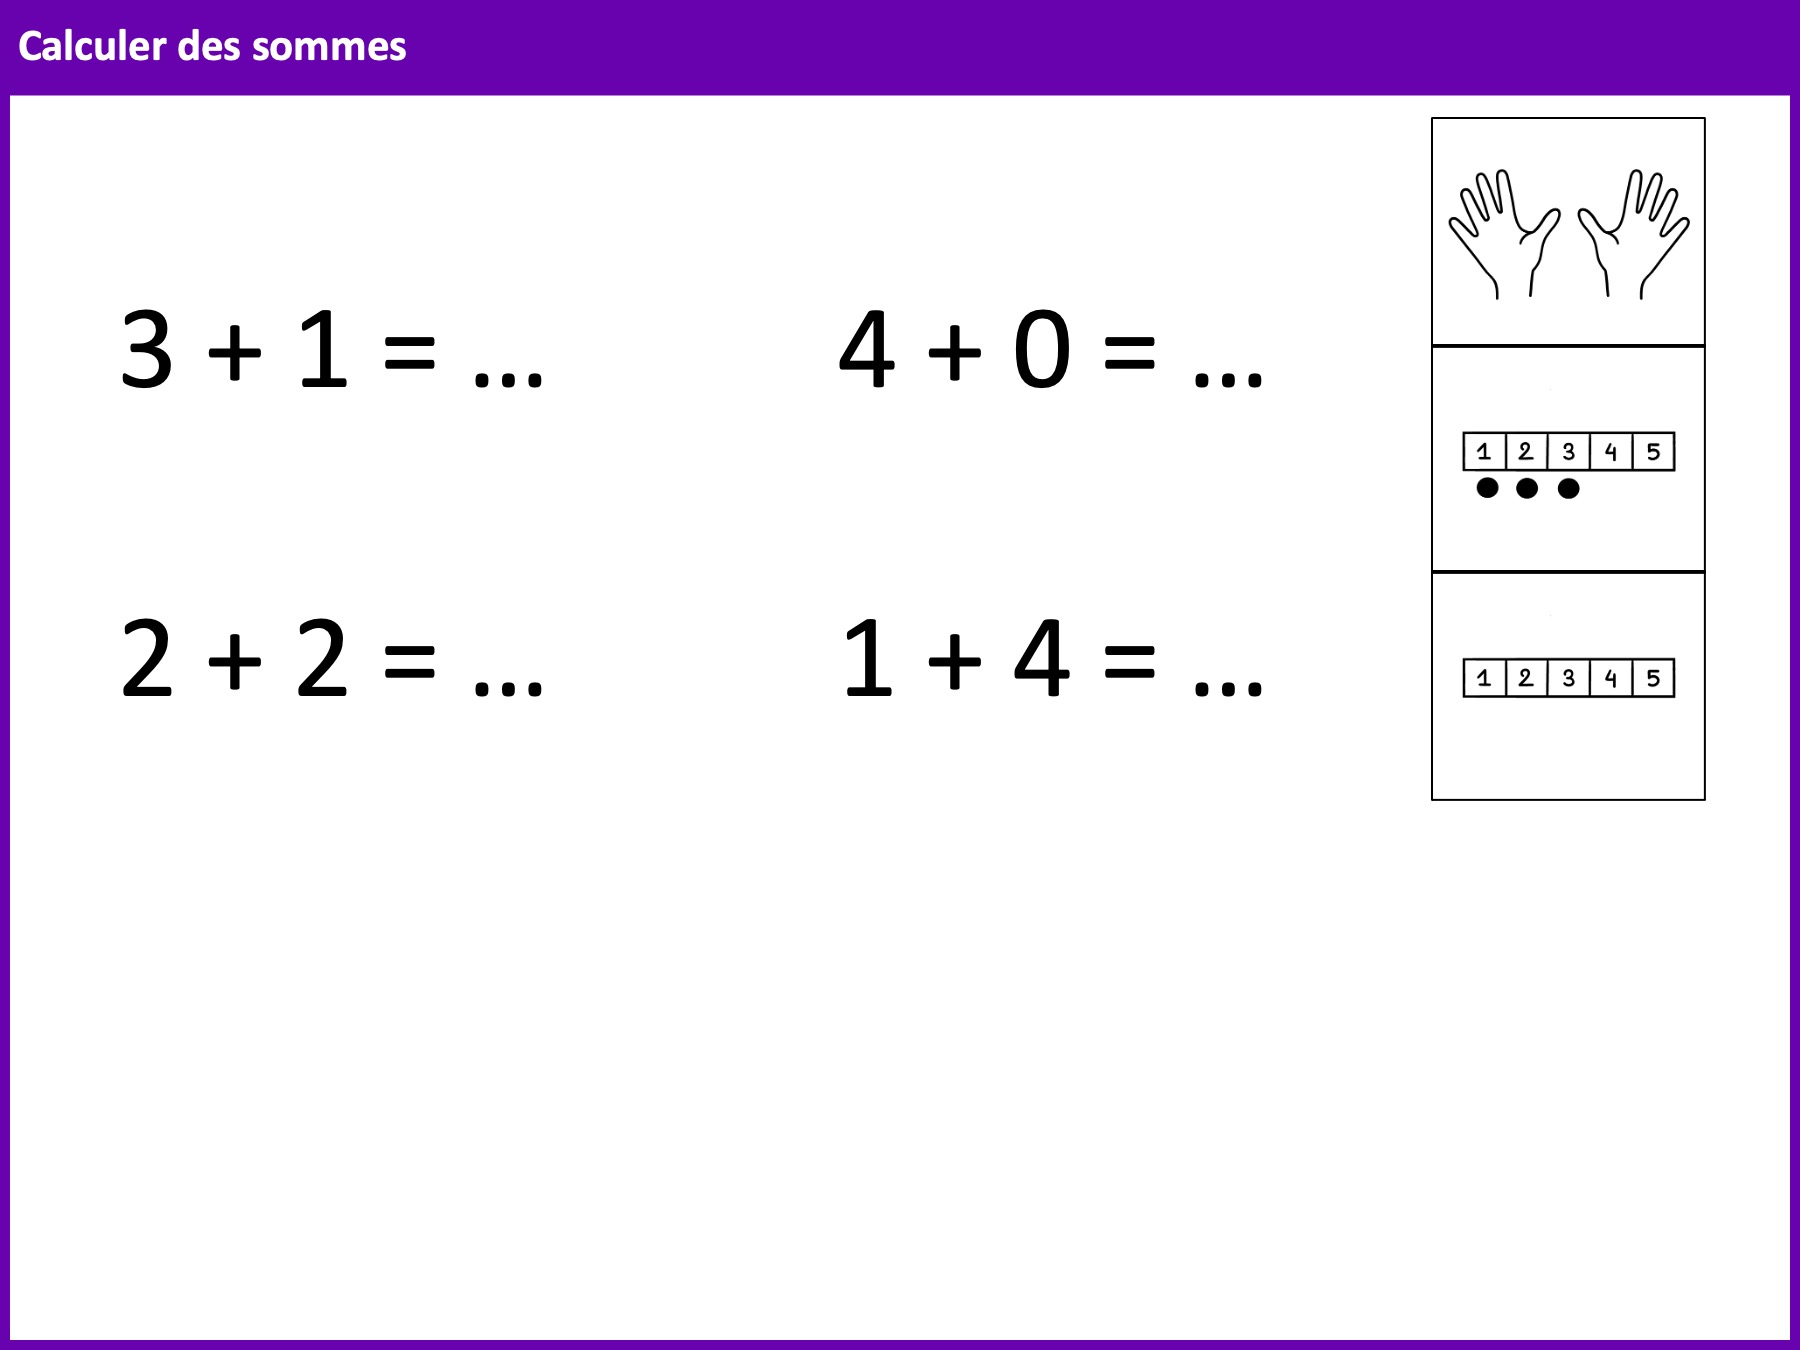 Calculer des sommes
3 + 1 = ...
4 + 0 = ...
2 + 2 = ...
1 + 4 = ...
1 2 3 4 5
1 2 3 4 5